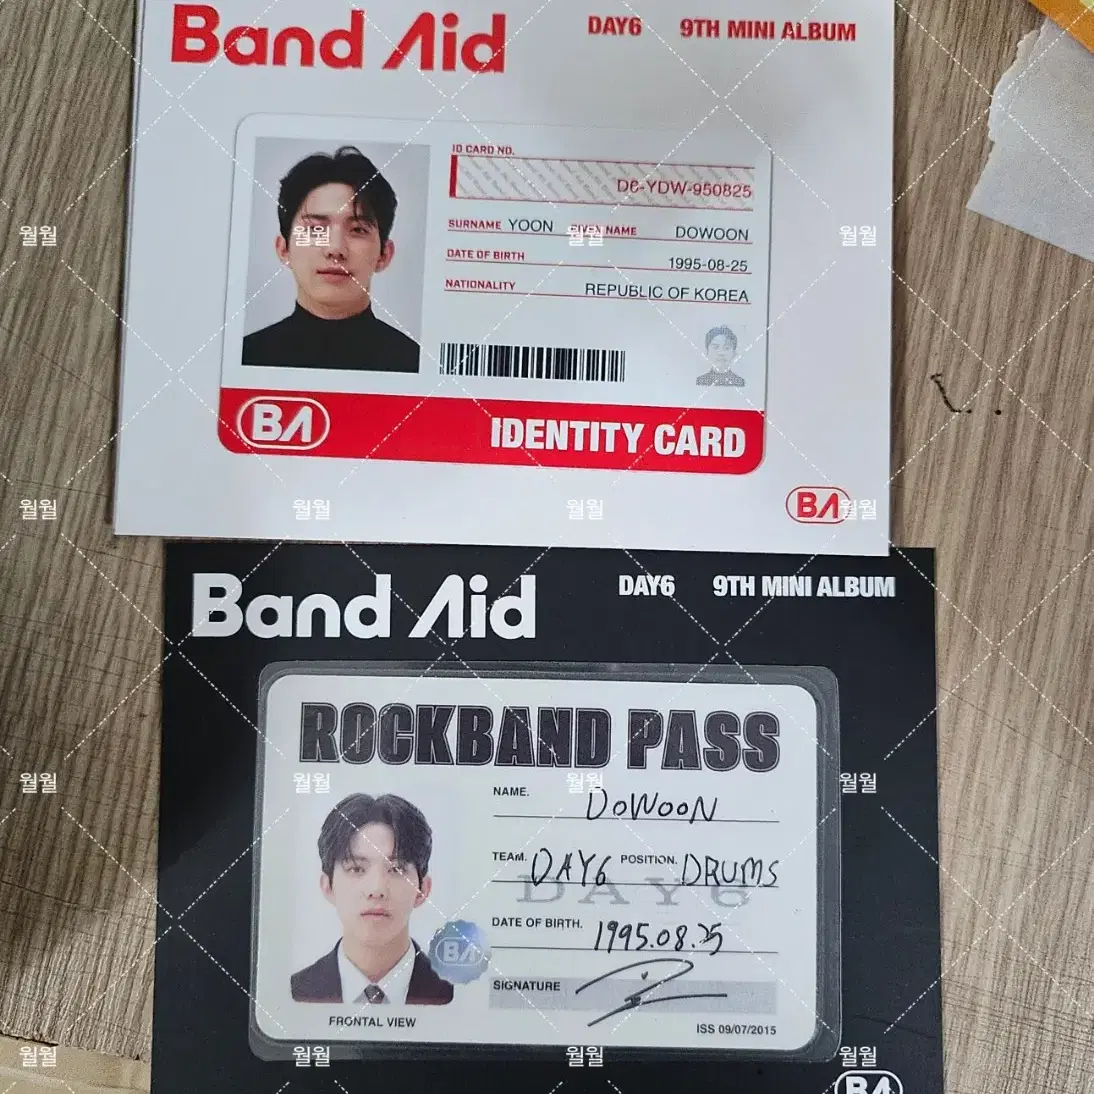 Band Aid
DAY6 9TH MINI ALBUM
ID CARD NO.
D6-YDW-950825
SURNAME YOON GIVEN NAME DOWOON
DATE OF BIRTH 1995-08-25
NATIONALITY REPUBLIC OF KOREA
BA IDENTITY CARD
BA
Band Aid
DAY6 9TH MINI ALBUM
ROCKBAND PASS
NAME. DOWOON
TEAM. DAY6 POSITION. DRUMS
DAY6
DATE OF BIRTH. 1995.08.25
BA
SIGNATURE
FRONTAL VIEW
ISS 09/07/2015
BA
월월 월월 월월 월월
월월 월월 월월 월월
월월 월월 월월 월월
월월 월월 월월 월월